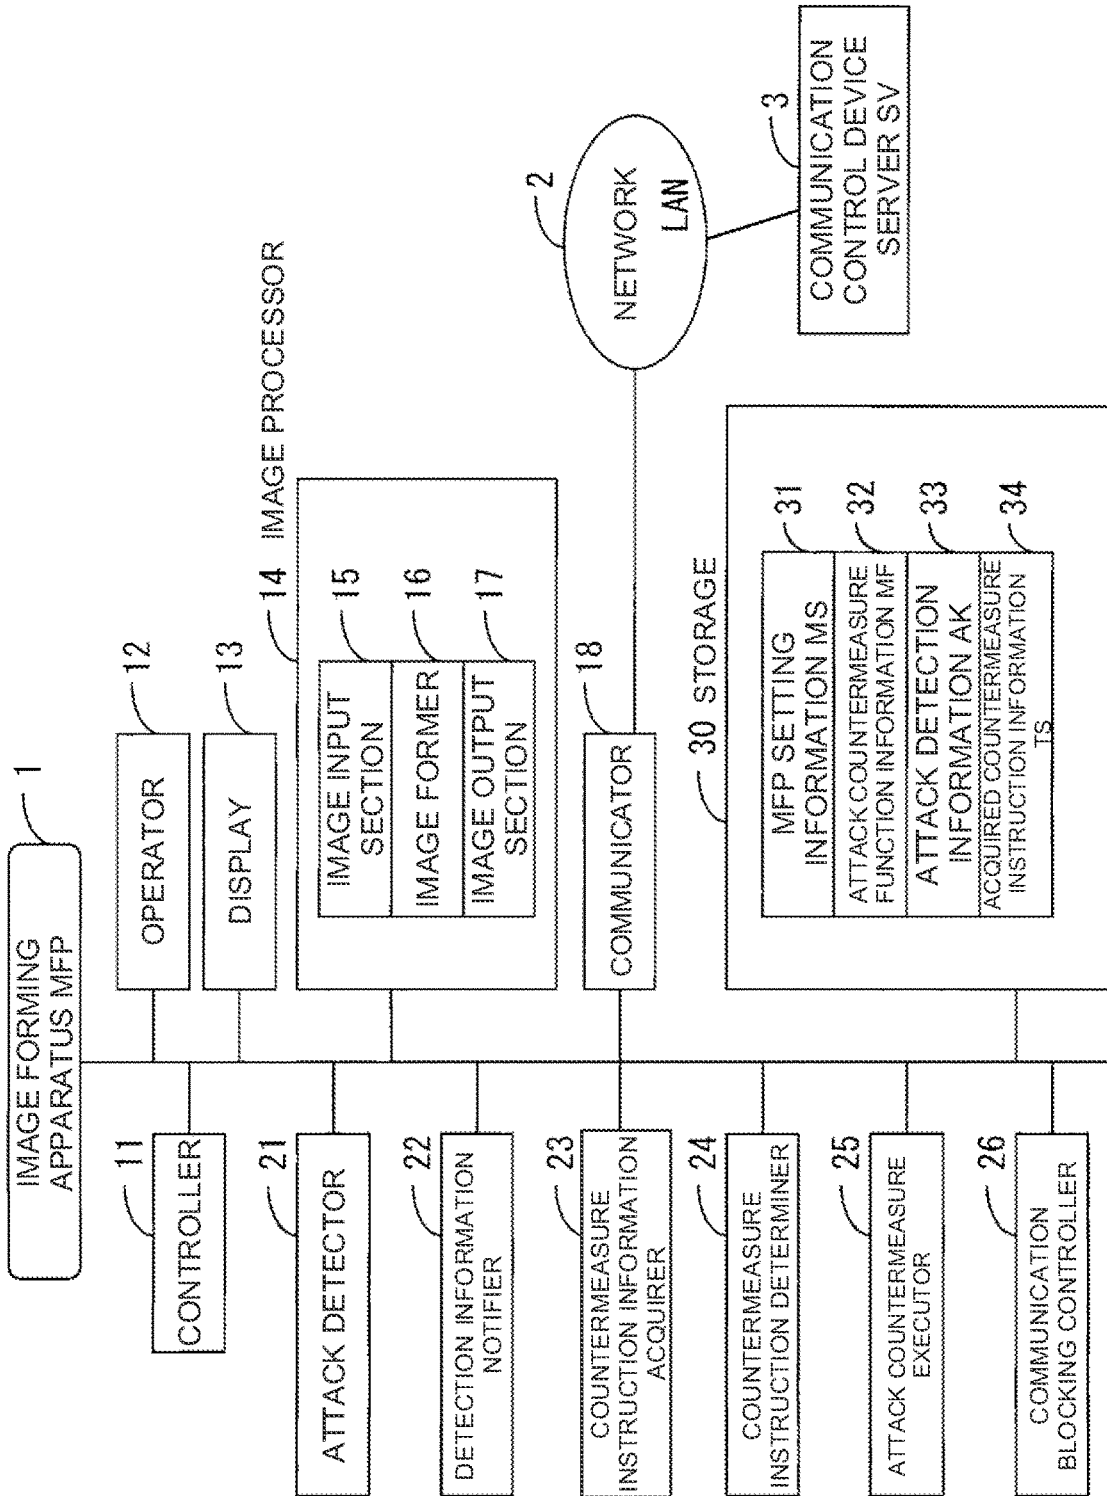 IMAGE FORMING
APPARATUS MFP
1
11
CONTROLLER
12
OPERATOR
13
DISPLAY
14 IMAGE PROCESSOR
IMAGE INPUT
SECTION
15
IMAGE FORMER
16
IMAGE OUTPUT
SECTION
17
18
COMMUNICATOR
2
NETWORK
LAN
3
COMMUNICATION
CONTROL DEVICE
SERVER SV
21
ATTACK DETECTOR
22
DETECTION INFORMATION
NOTIFIER
23
COUNTERMEASURE
INSTRUCTION INFORMATION
ACQUIRER
24
COUNTERMEASURE
INSTRUCTION DETERMINER
25
ATTACK COUNTERMEASURE
EXECUTOR
26
COMMUNICATION
BLOCKING CONTROLLER
30 STORAGE
MFP SETTING
INFORMATION MS
31
ATTACK COUNTERMEASURE
FUNCTION INFORMATION MF
32
ATTACK DETECTION
INFORMATION AK
33
ACQUIRED COUNTERMEASURE
INSTRUCTION INFORMATION
TS
34